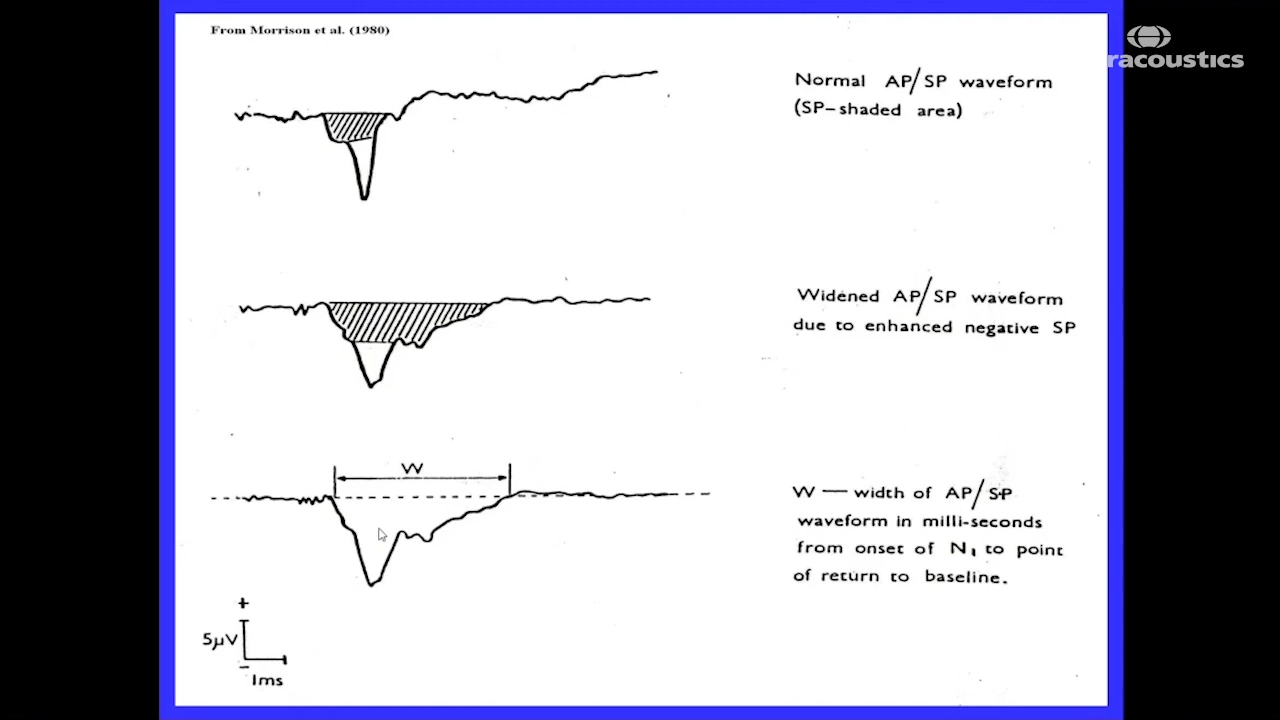 From Morrison et al. (1980)
racoustics
Normal AP/SP waveform
(SP-shaded area)
Widened AP/SP waveform
due to enhanced negative SP
W
W — width of AP/SP
waveform in milli-seconds
from onset of N₁ to point
of return to baseline.
+
5µV
–
1ms